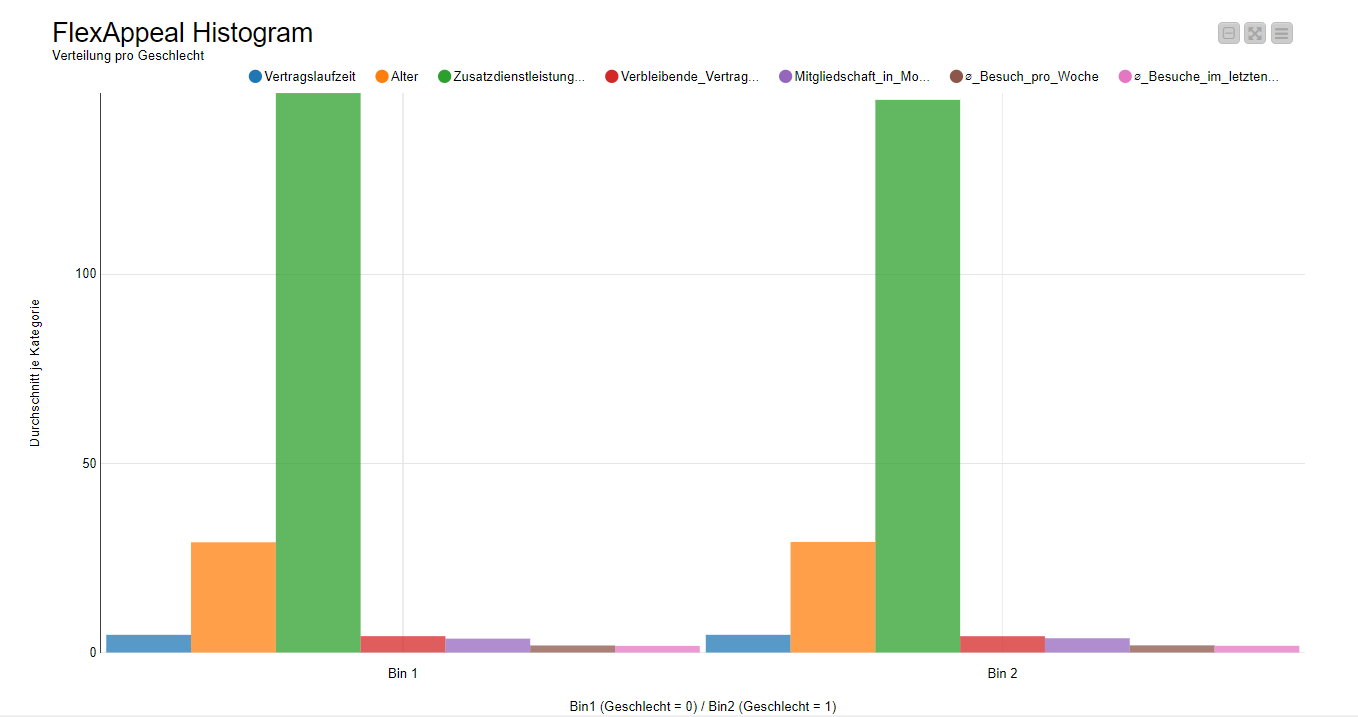 FlexAppeal Histogram
Verteilung pro Geschlecht
Vertragslaufzeit Alter Zusatzdienstleistung... Verbleibende_Vertrag... Mitgliedschaft_in_Mo... ⌀_Besuch_pro_Woche ⌀_Besuche_im_letzten...
100
50
0
Durchschnitt je Kategorie
Bin 1 Bin 2
Bin1 (Geschlecht = 0) / Bin2 (Geschlecht = 1)